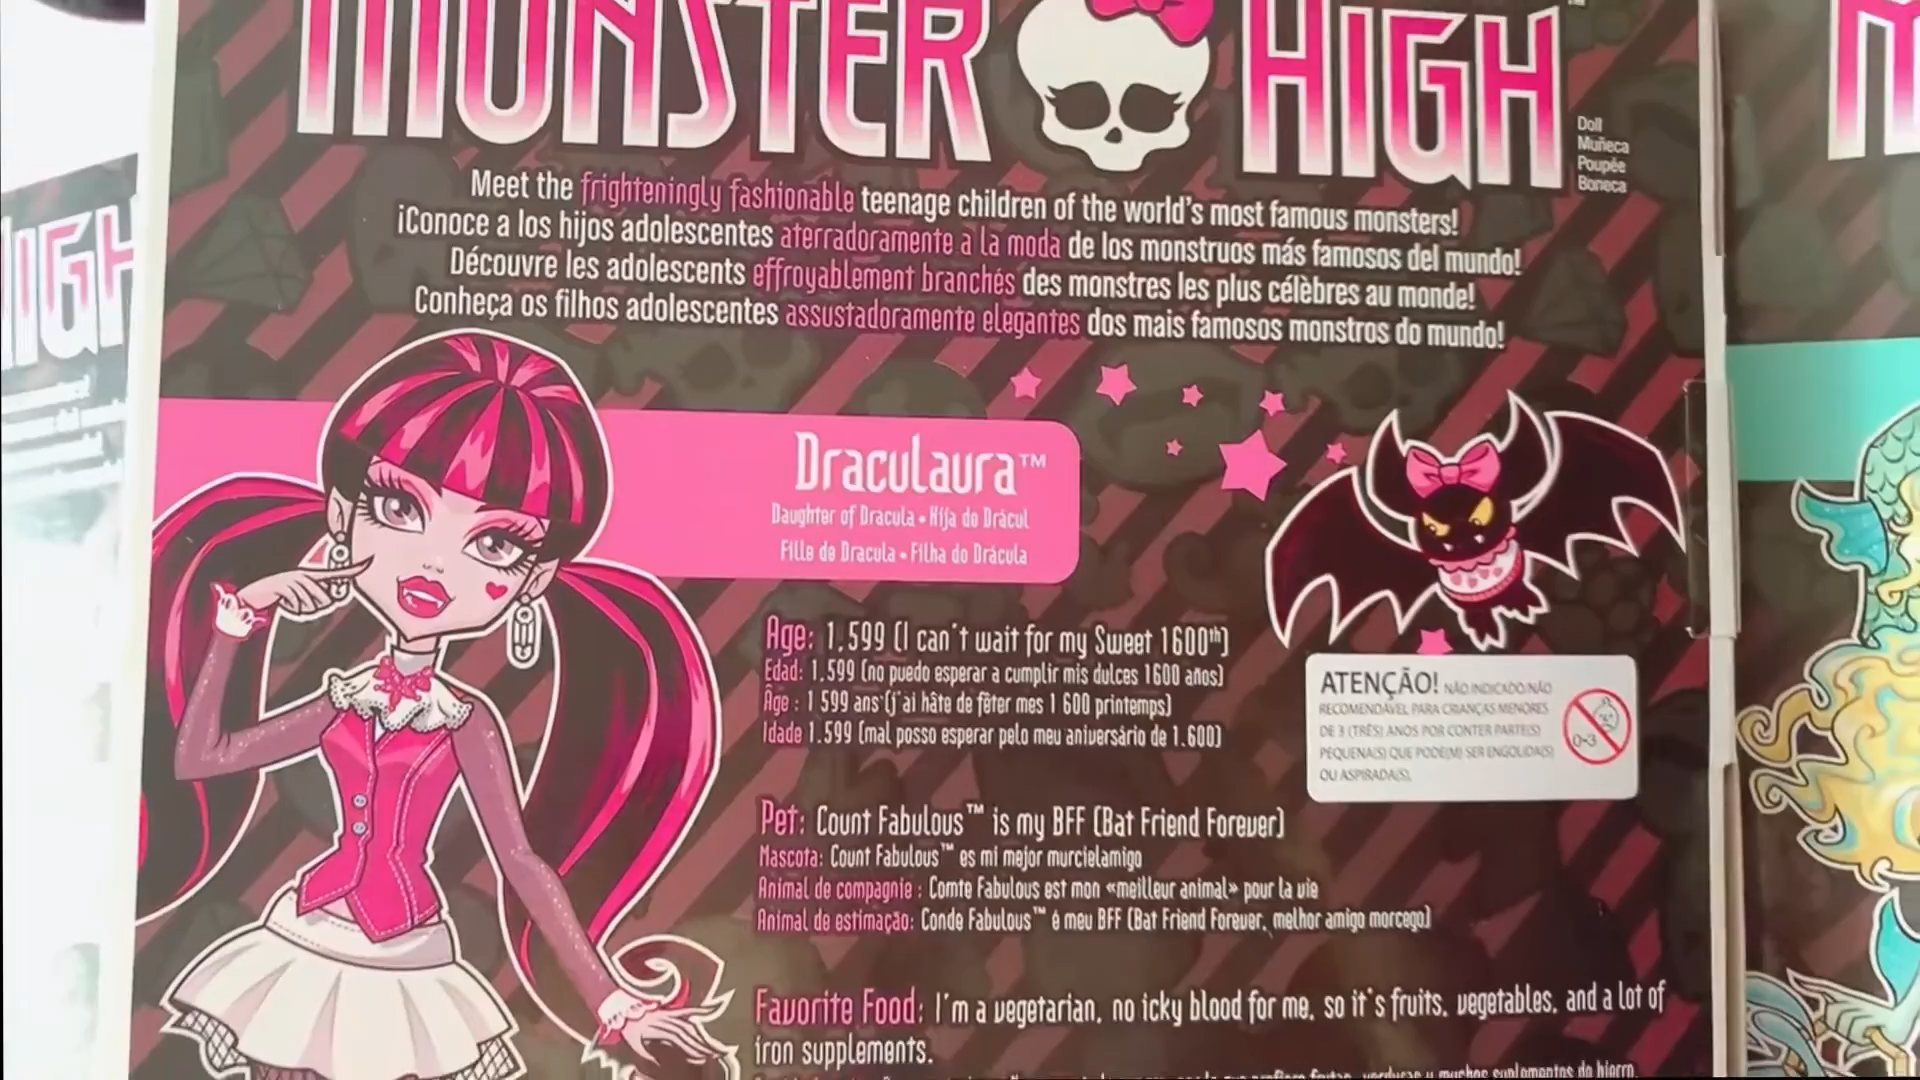 MONSTER HIGH™
Doll
Muñeca
Poupée
Boneca
Meet the frighteningly fashionable teenage children of the world's most famous monsters!
¡Conoce a los hijos adolescentes aterradoramente a la moda de los monstruos más famosos del mundo!
Découvre les adolescents effroyablement branchés des monstres les plus célèbres au monde!
Conheça os filhos adolescentes assustadoramente elegantes dos mais famosos monstros do mundo!
Draculaura™
Daughter of Dracula • Hija de Drácul
Fille de Dracula • Filha do Drácula
Age: 1,599 (I can't wait for my Sweet 1600th)
Edad: 1.599 (no puedo esperar a cumplir mis dulces 1600 años)
Âge : 1 599 ans (j'ai hâte de fêter mes 1 600 printemps)
Idade 1.599 (mal posso esperar pelo meu aniversário de 1.600)
ATENÇÃO! NÃO INDICADO/NÃO
RECOMENDÁVEL PARA CRIANÇAS MENORES
DE 3 (TRÊS) ANOS POR CONTER PARTE(S)
PEQUENA(S) QUE PODE(M) SER ENGOLIDA(S)
OU ASPIRADA(S).
0-3
Pet: Count Fabulous™ is my BFF (Bat Friend Forever)
Mascota: Count Fabulous™ es mi mejor murcielamigo
Animal de compagnie : Comte Fabulous est mon «meilleur animal» pour la vie
Animal de estimação: Conde Fabulous™ é meu BFF (Bat Friend Forever, melhor amigo morcego)
Favorite Food: I'm a vegetarian, no icky blood for me, so it's fruits, vegetables, and a lot of
iron supplements.
verduras y muchos suplementos de hierro.
HIGH